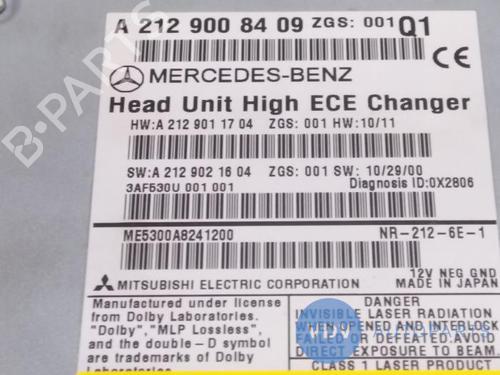 A 212 900 84 09 ZGS: 001 Q1
MERCEDES-BENZ
CE
Head Unit High ECE Changer
HW:A 212 901 17 04 ZGS: 001 HW: 10/11
SW:A 212 902 16 04 ZGS: 001 SW: 10/29/00
3AF530U 001 001 Diagnosis ID:0X2806
ME5300A8241200 NR-212-6E-1
12V NEG GND
MITSUBISHI ELECTRIC CORPORATION MADE IN JAPAN
Manufactured under license
from Dolby Laboratories.
"Dolby", "MLP Lossless",
and the double-D symbol
are trademarks of Dolby
Laboratories.
DANGER
INVISIBLE LASER RADIATION
WHEN OPENED AND INTERLOCK
FAILED OR DEFEATED. AVOID
DIRECT EXPOSURE TO BEAM.
CLASS 1 LASER PRODUCT
B-PARTS